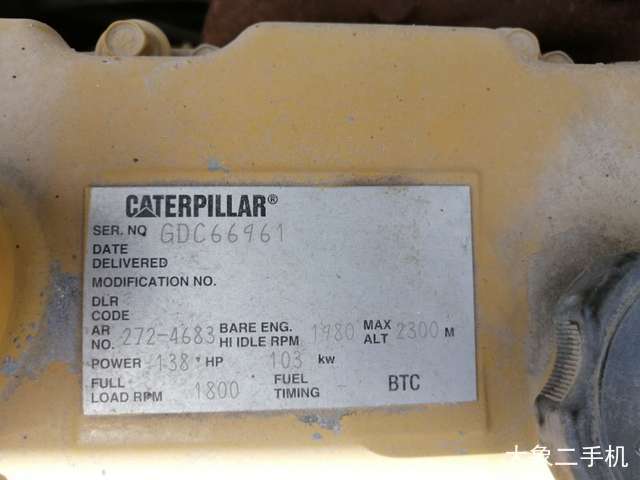 CATERPILLAR®
SER. NO GDC66961
DATE
DELIVERED
MODIFICATION NO.
DLR
CODE
AR
NO. 272-4683 BARE ENG. HI IDLE RPM 1980 MAX ALT 2300 M
POWER 138 HP 103 kw
FULL LOAD RPM 1800 FUEL TIMING - BTC
大象二手机